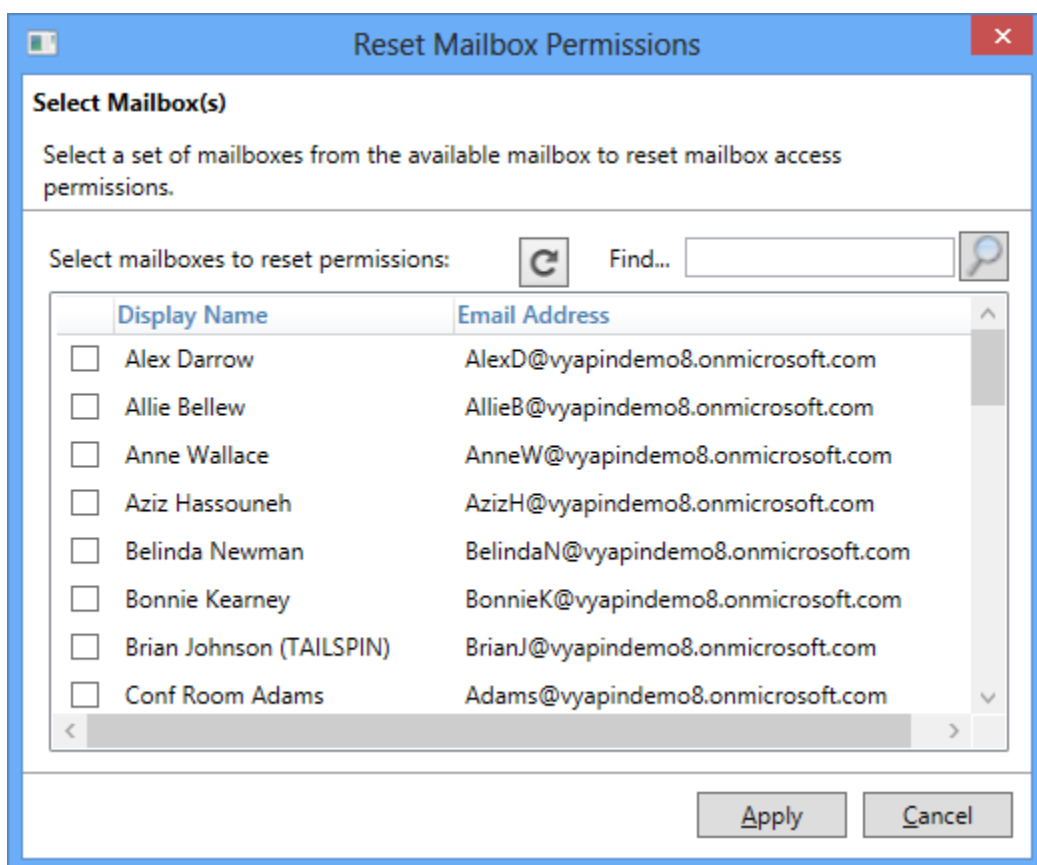 Reset Mailbox Permissions
Select Mailbox(s)
Select a set of mailboxes from the available mailbox to reset mailbox access
permissions.
Select mailboxes to reset permissions: Find...
Display Name Email Address
Alex Darrow AlexD@vyapindemo8.onmicrosoft.com
Allie Bellew AllieB@vyapindemo8.onmicrosoft.com
Anne Wallace AnneW@vyapindemo8.onmicrosoft.com
Aziz Hassouneh AzizH@vyapindemo8.onmicrosoft.com
Belinda Newman BelindaN@vyapindemo8.onmicrosoft.com
Bonnie Kearney BonnieK@vyapindemo8.onmicrosoft.com
Brian Johnson (TAILSPIN) BrianJ@vyapindemo8.onmicrosoft.com
Conf Room Adams Adams@vyapindemo8.onmicrosoft.com
Apply Cancel